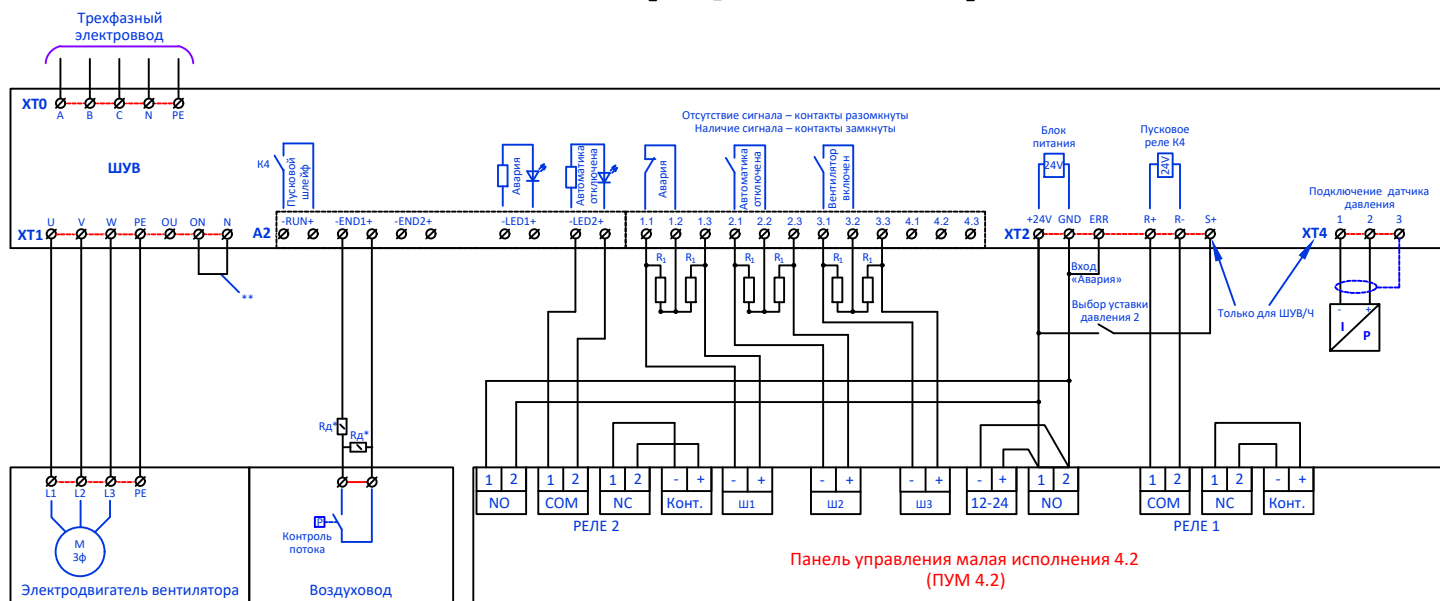 Трехфазный
электроввод
XT0
A B C N PE
ШУВ
K4
Пусковой
шлейф
Авария
Автоматика
отключена
Отсутствие сигнала – контакты разомкнуты
Наличие сигнала – контакты замкнуты
Авария
Автоматика
отключена
Вентилятор
включен
Блок
питания
24V
Пусковое
реле К4
24V
Подключение датчика
давления
XT1
U V W PE OU ON N
**
A2
-RUN+ -END1+ -END2+ -LED1+ -LED2+ 1.1 1.2 1.3 2.1 2.2 2.3 3.1 3.2 3.3 4.1 4.2 4.3
XT2
+24V GND ERR R+ R- S+
XT4
1 2 3
R1 R1 R1 R1 R1 R1
Вход
«Авария»
Выбор уставки
давления 2
Только для ШУВ/Ч
- +
I P
Rд*
Rд*
L1 L2 L3 PE
М
3ф
Электродвигатель вентилятора
P
Контроль
потока
Воздуховод
1 2 1 2 1 2 - + - + - + - + - + 1 2 1 2 1 2 - +
NO COM NC Конт. Ш1 Ш2 Ш3 12-24 NO COM NC Конт.
РЕЛЕ 2
РЕЛЕ 1
Панель управления малая исполнения 4.2
(ПУМ 4.2)